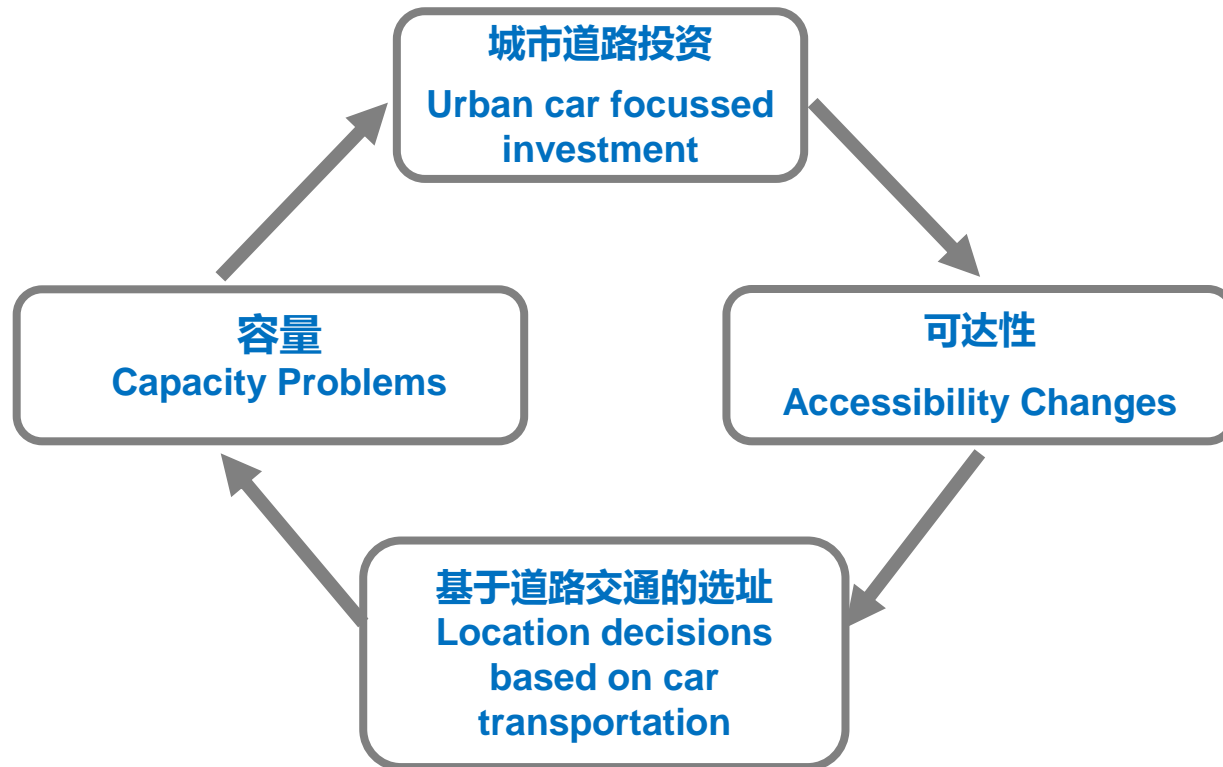 城市道路投资
Urban car focussed
investment
容量
Capacity Problems
可达性
Accessibility Changes
基于道路交通的选址
Location decisions
based on car
transportation